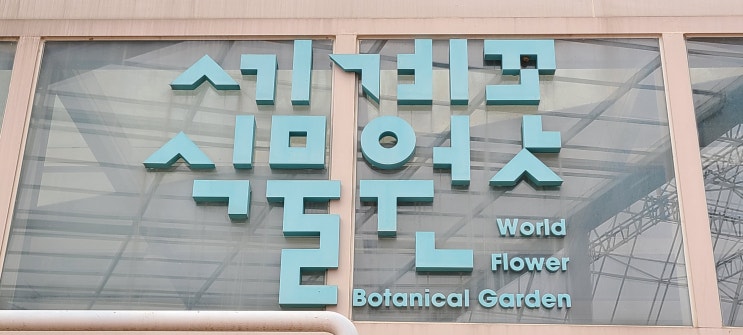 세계꽃
식물원
World
Flower
Botanical Garden